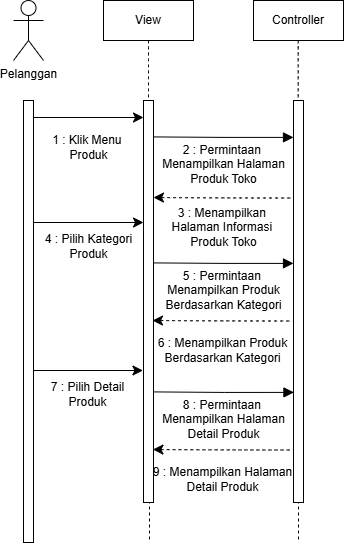 View
Controller
Pelanggan
1 : Klik Menu
Produk
2 : Permintaan
Menampilkan Halaman
Produk Toko
3 : Menampilkan
Halaman Informasi
Produk Toko
4 : Pilih Kategori
Produk
5 : Permintaan
Menampilkan Produk
Berdasarkan Kategori
6 : Menampilkan Produk
Berdasarkan Kategori
7 : Pilih Detail
Produk
8 : Permintaan
Menampilkan Halaman
Detail Produk
9 : Menampilkan Halaman
Detail Produk